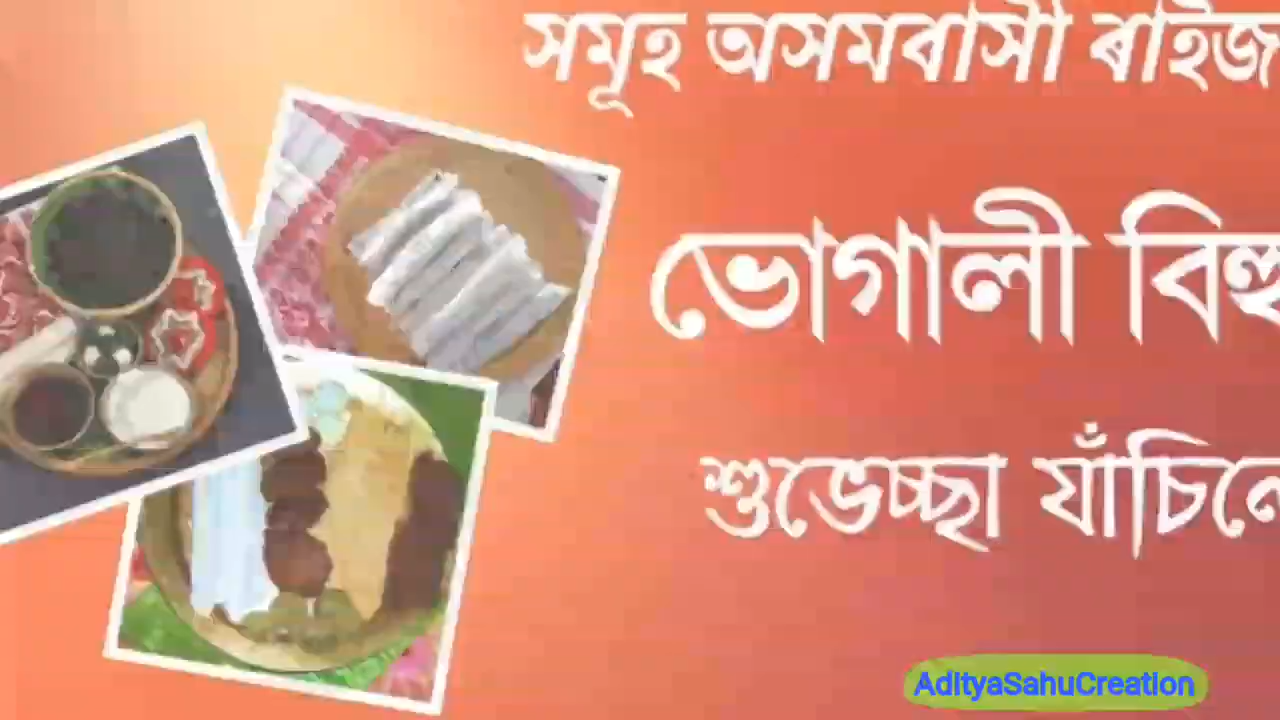 সমূহ অসমবাসী ৰাইজ
ভোগালী বিহু
শুভেচ্ছা যাঁচিলো
AdityaSahuCreation